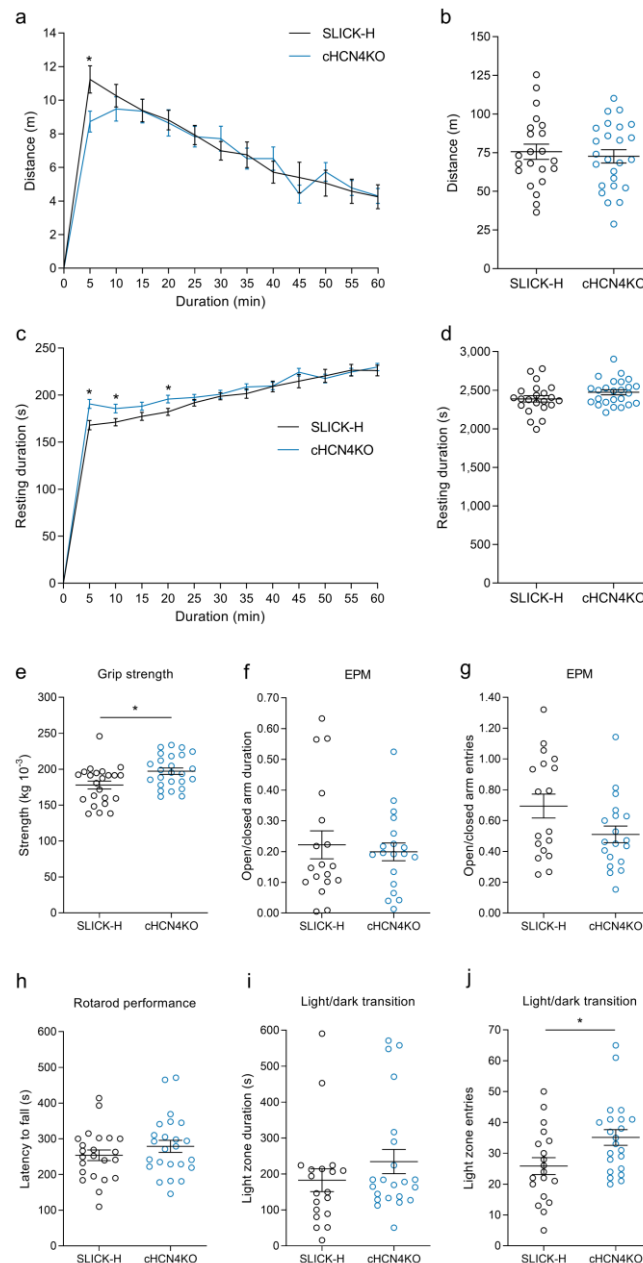 a
SLICK-H
cHCN4KO
*
14
12
10
8
6
4
2
0
Distance (m)
0 5 10 15 20 25 30 35 40 45 50 55 60
Duration (min)
b
150
125
100
75
50
25
0
Distance (m)
SLICK-H cHCN4KO
c
250
200
150
100
50
0
Resting duration (s)
* * *
SLICK-H
cHCN4KO
0 5 10 15 20 25 30 35 40 45 50 55 60
Duration (min)
d
3,000
2,500
2,000
1,500
1,000
500
0
Resting duration (s)
SLICK-H cHCN4KO
e
Grip strength
*
300
250
200
150
100
50
0
Strength (kg 10⁻³)
SLICK-H cHCN4KO
f
EPM
0.70
0.60
0.50
0.40
0.30
0.20
0.10
0.00
Open/closed arm duration
SLICK-H cHCN4KO
g
EPM
1.40
1.20
1.00
0.80
0.60
0.40
0.20
0.00
Open/closed arm entries
SLICK-H cHCN4KO
h
Rotarod performance
600
500
400
300
200
100
0
Latency to fall (s)
SLICK-H cHCN4KO
i
Light/dark transition
600
500
400
300
200
100
0
Light zone duration (s)
SLICK-H cHCN4KO
j
Light/dark transition
*
70
60
50
40
30
20
10
0
Light zone entries
SLICK-H cHCN4KO